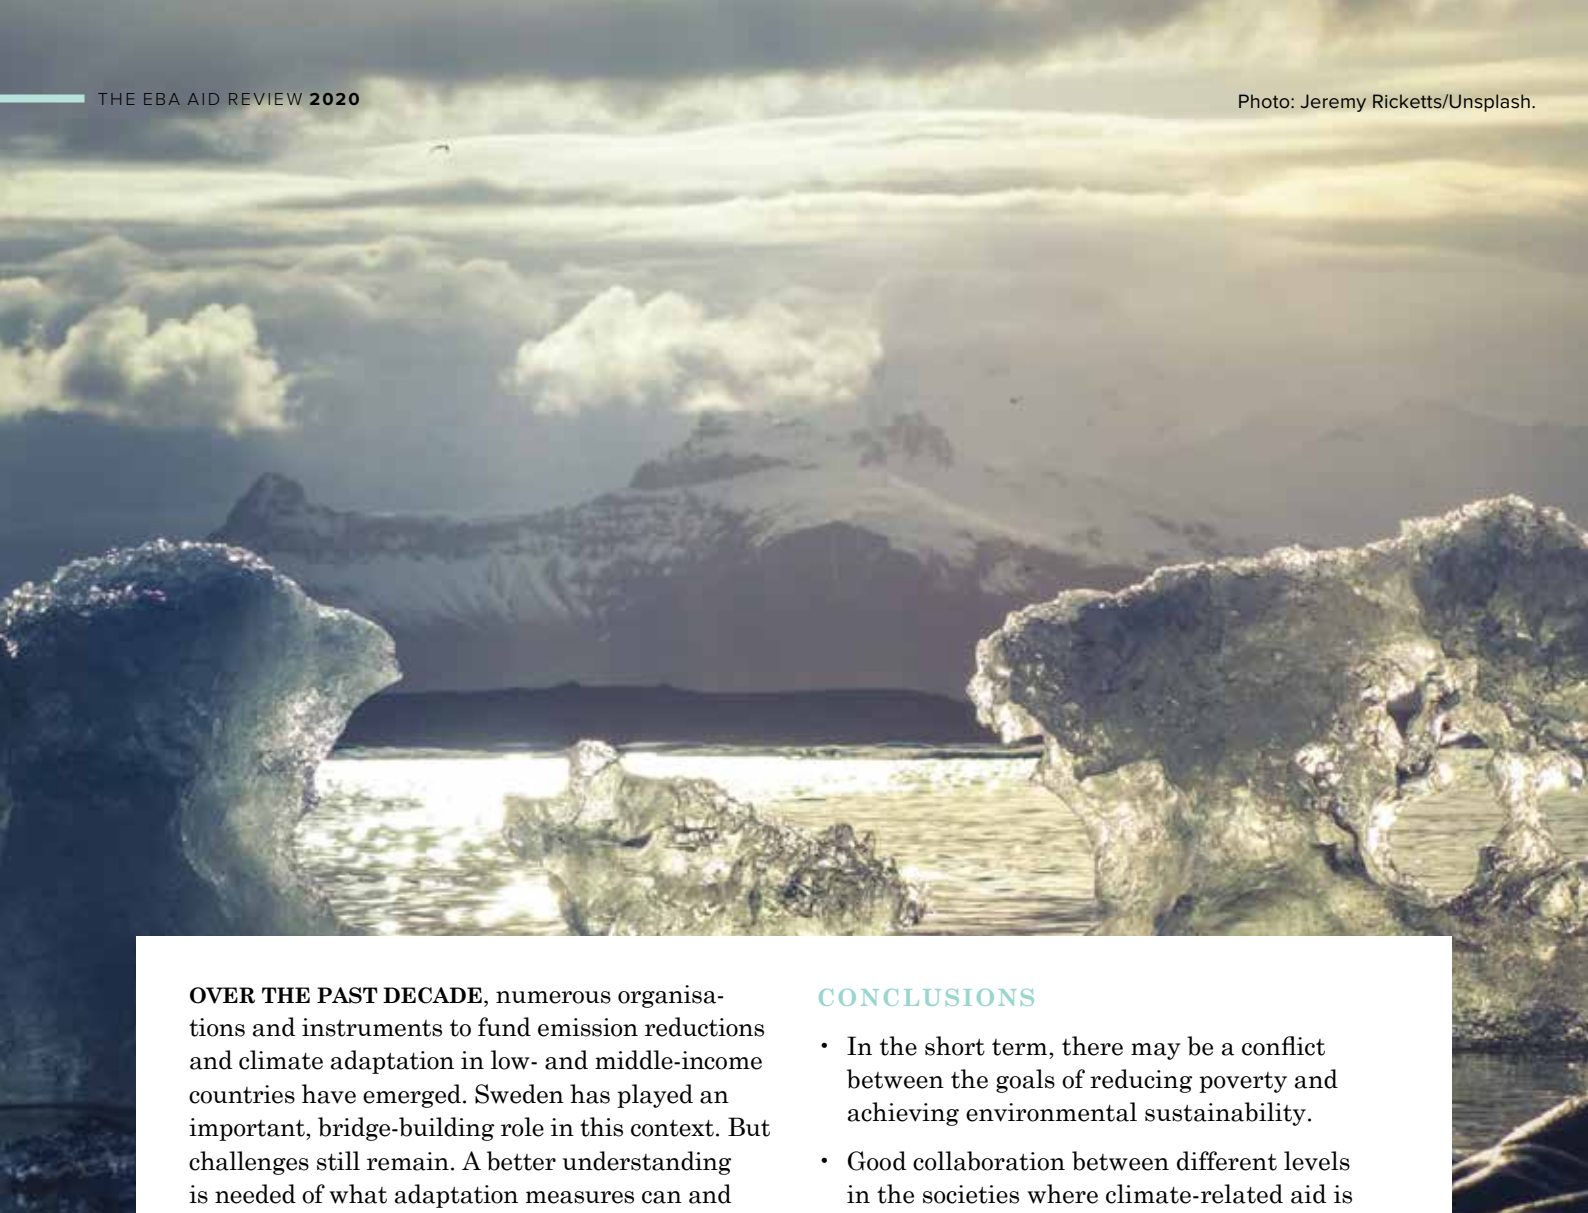 THE EBA AID REVIEW 2020
Photo: Jeremy Ricketts/Unsplash.
OVER THE PAST DECADE, numerous organisa-
tions and instruments to fund emission reductions
and climate adaptation in low- and middle-income
countries have emerged. Sweden has played an
important, bridge-building role in this context. But
challenges still remain. A better understanding
is needed of what adaptation measures can and
CONCLUSIONS
• In the short term, there may be a conflict
between the goals of reducing poverty and
achieving environmental sustainability.
• Good collaboration between different levels
in the societies where climate-related aid is